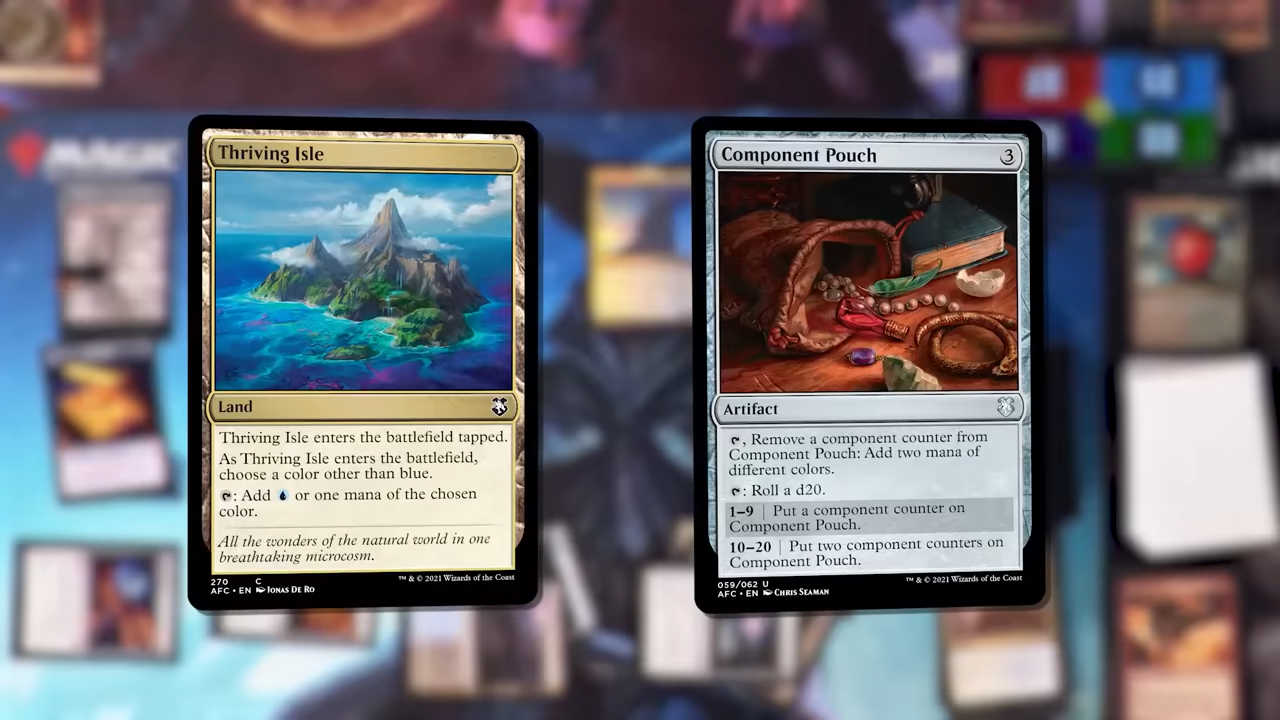 MAGIC
Thriving Isle
Land
Thriving Isle enters the battlefield tapped.
As Thriving Isle enters the battlefield,
choose a color other than blue.
: Add or one mana of the chosen
color.
All the wonders of the natural world in one
breathtaking microcosm.
270 C
AFC • EN Jonas De Ro
™ & © 2021 Wizards of the Coast
Component Pouch 3
Artifact
, Remove a component counter from
Component Pouch: Add two mana of
different colors.
: Roll a d20.
1–9 | Put a component counter on
Component Pouch.
10–20 | Put two component counters on
Component Pouch.
059/062 U
AFC • EN Chris Seaman
™ & © 2021 Wizards of the Coast